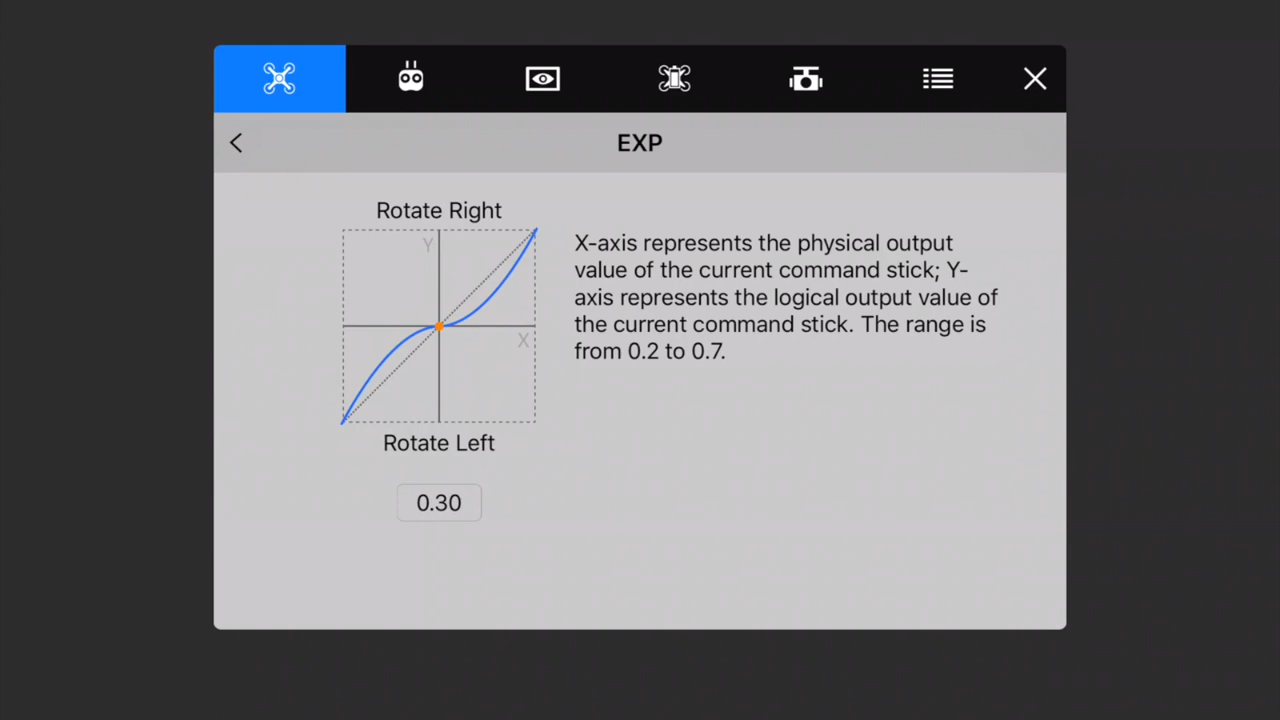 EXP
Rotate Right
Y
X
Rotate Left
0.30
X-axis represents the physical output
value of the current command stick; Y-
axis represents the logical output value of
the current command stick. The range is
from 0.2 to 0.7.